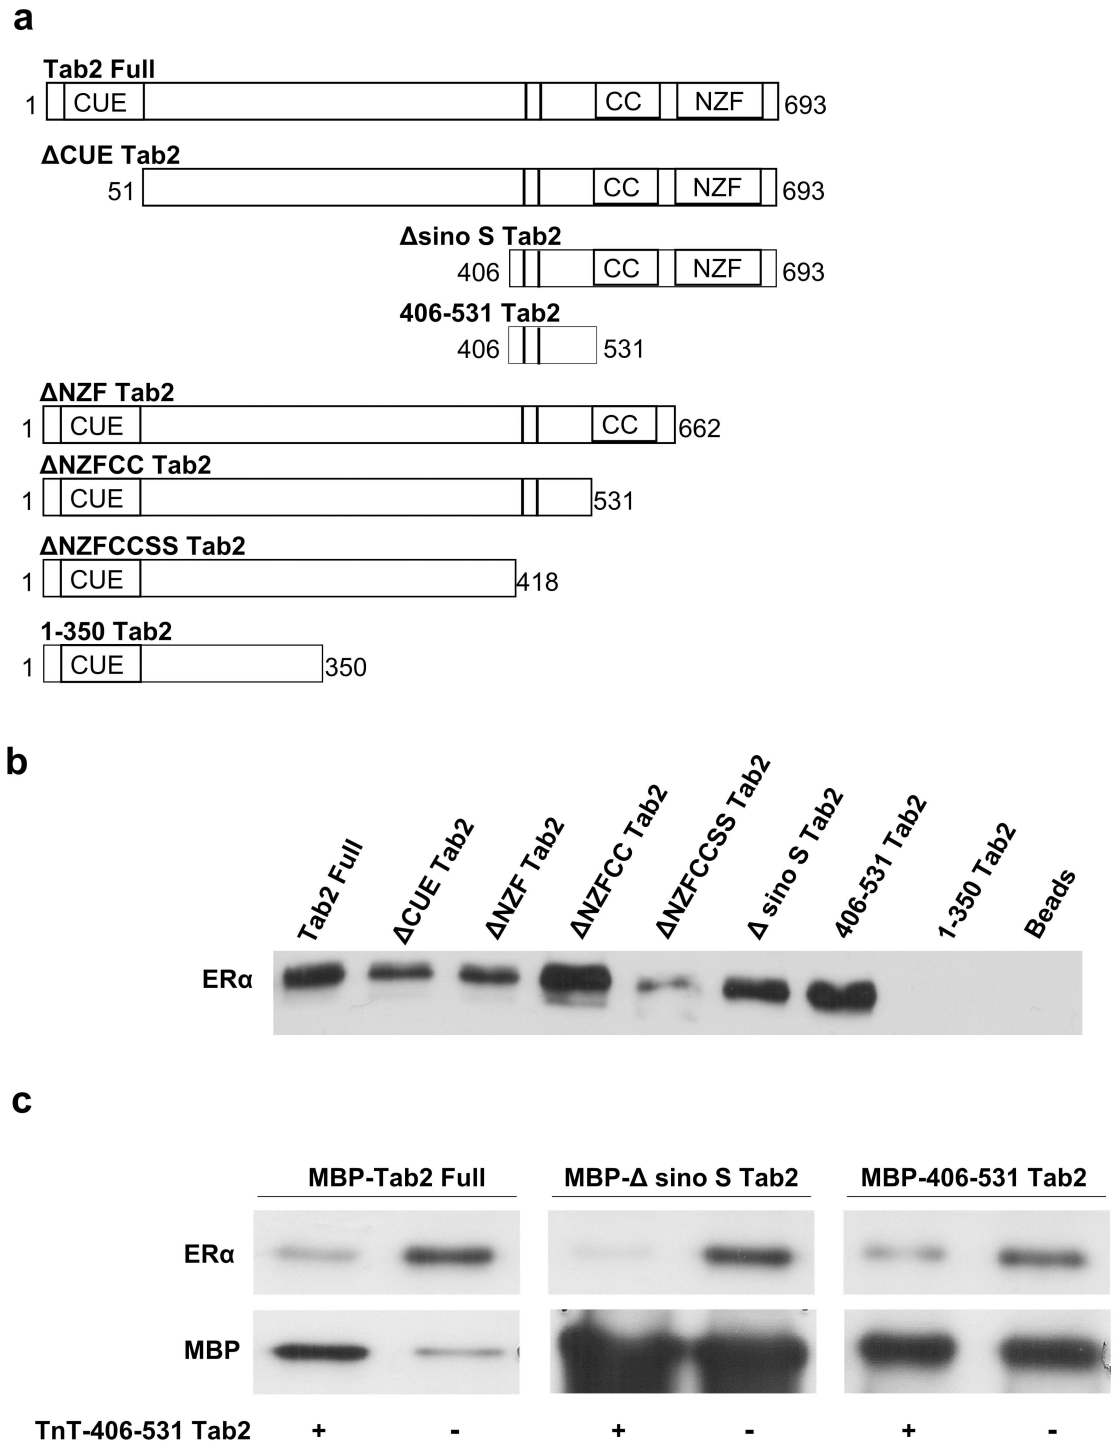 a
Tab2 Full
1 CUE CC NZF 693
ΔCUE Tab2
51 CC NZF 693
Δsino S Tab2
406 CC NZF 693
406-531 Tab2
406 531
ΔNZF Tab2
1 CUE CC 662
ΔNZFCC Tab2
1 CUE 531
ΔNZFCCSS Tab2
1 CUE 418
1-350 Tab2
1 CUE 350
b
Tab2 Full
ΔCUE Tab2
ΔNZF Tab2
ΔNZFCC Tab2
ΔNZFCCSS Tab2
Δ sino S Tab2
406-531 Tab2
1-350 Tab2
Beads
ERα
c
MBP-Tab2 Full MBP-Δ sino S Tab2 MBP-406-531 Tab2
ERα
MBP
TnT-406-531 Tab2 + - + - + -